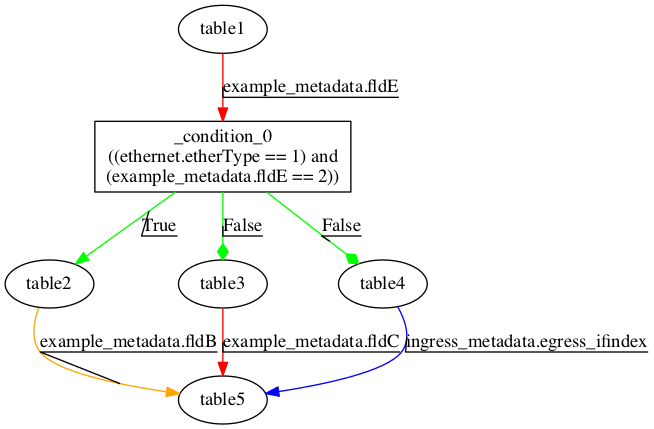 table1
example_metadata.fldE
_condition_0
((ethernet.etherType == 1) and
(example_metadata.fldE == 2))
True
False
False
table2
table3
table4
example_metadata.fldB
example_metadata.fldC
ingress_metadata.egress_ifindex
table5